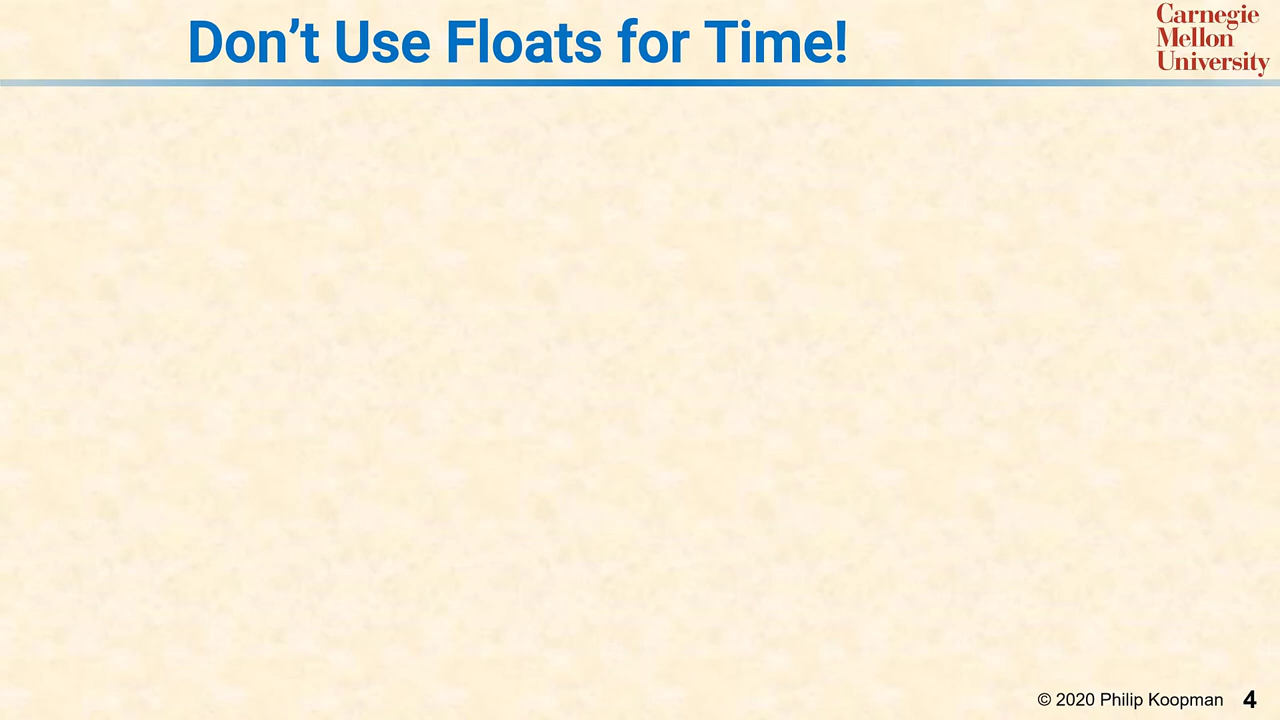 Don’t Use Floats for Time!
Carnegie
Mellon
University
© 2020 Philip Koopman 4